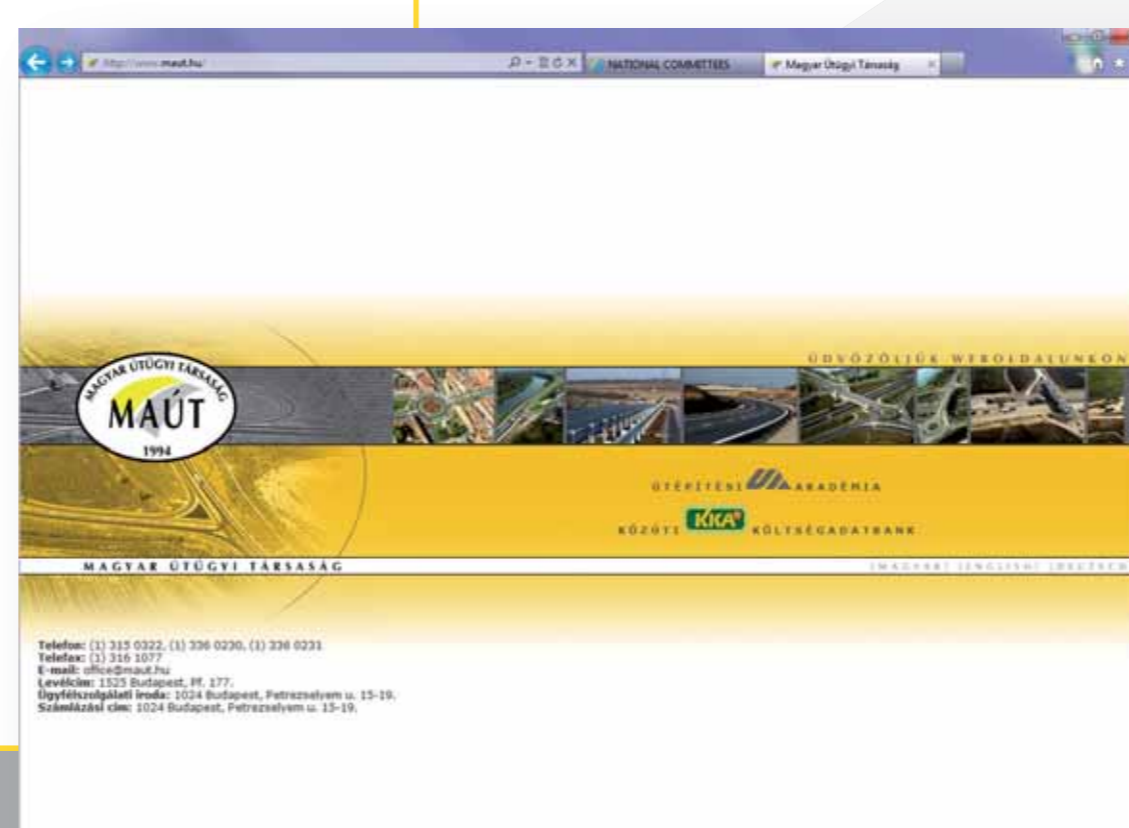 http://www.maut.hu/
NATIONAL COMMITTEES
Magyar Útügyi Társaság
ÜDVÖZÖLJÜK WEBOLDALUNKON
MAGYAR ÚTÜGYI TÁRSASÁG
MAÚT
1994
ÚTÉPÍTÉSI AKADÉMIA
KÖZÚTI KKA KÖLTSÉGADATBANK
MAGYAR ÚTÜGYI TÁRSASÁG
[MAGYAR] [ENGLISH] [DEUTSCH
Telefon: (1) 315 0322, (1) 336 0230, (1) 336 0231
Telefax: (1) 316 1077
E-mail: office@maut.hu
Levélcím: 1525 Budapest, Pf. 177.
Ügyfélszolgálati iroda: 1024 Budapest, Petrezselyem u. 15-19.
Számlázási cím: 1024 Budapest, Petrezselyem u. 15-19.